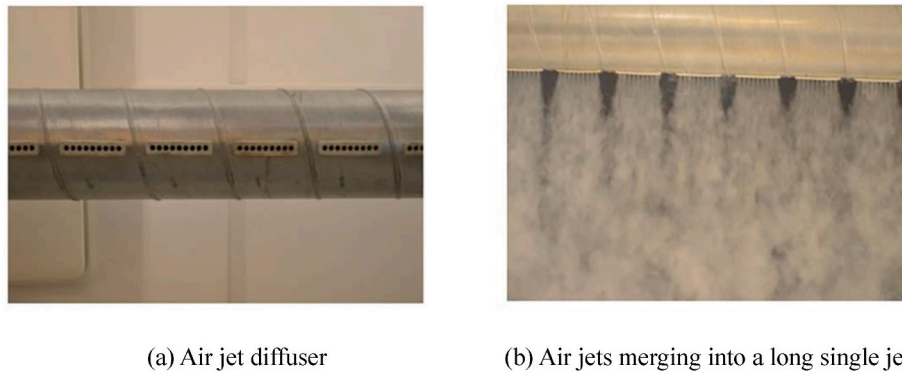 (a) Air jet diffuser
(b) Air jets merging into a long single je